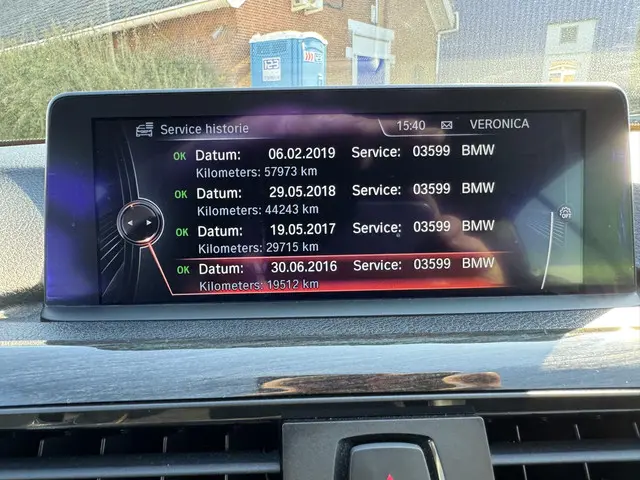 123
Service historie
15:40 VERONICA
OK Datum: 06.02.2019 Service: 03599 BMW
Kilometers: 57973 km
OK Datum: 29.05.2018 Service: 03599 BMW
Kilometers: 44243 km
OK Datum: 19.05.2017 Service: 03599 BMW
Kilometers: 29715 km
OK Datum: 30.06.2016 Service: 03599 BMW
Kilometers: 19512 km
OFF